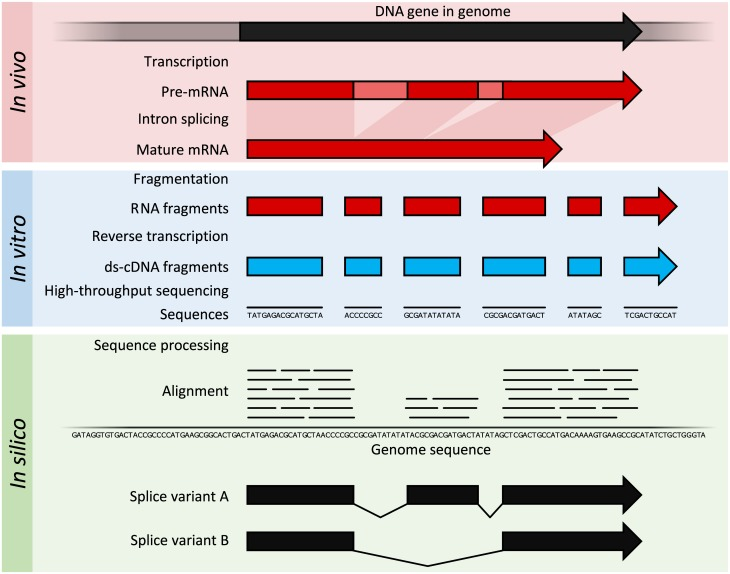 DNA gene in genome
In vivo
Transcription
Pre-mRNA
Intron splicing
Mature mRNA
In vitro
Fragmentation
RNA fragments
Reverse transcription
ds-cDNA fragments
High-throughput sequencing
Sequences TATGAGACGCATGCTA ACCCCGCC GCGATATATATA CGCGACGATGACT ATATAGC TCGACTGCCAT
In silico
Sequence processing
Alignment
GATAGGTGTGACTACCGCCCCATGAAGCGGCACTGACTATGAGACGCATGCTAACCCCGCCGCGATATATATACGCGACGATGACTATATAGCTCGACTGCCATGACAAAAGTGAAGCCGCATATCTGCTGGGTA
Genome sequence
Splice variant A
Splice variant B